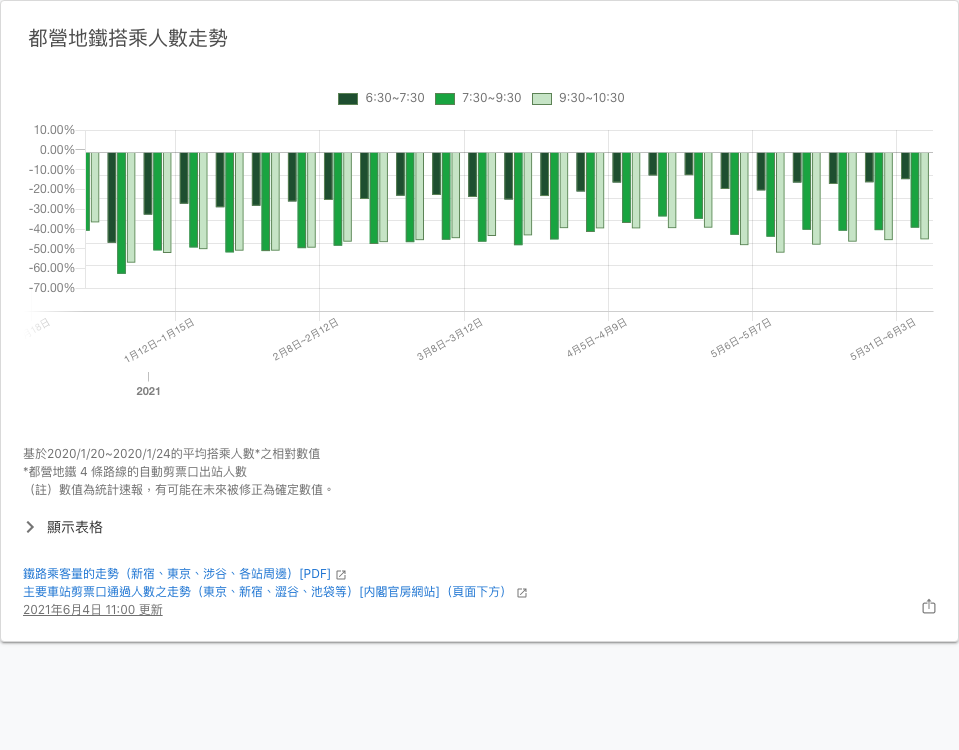 都營地鐵搭乘人數走勢
6:30~7:30 7:30~9:30 9:30~10:30
10.00%
0.00%
-10.00%
-20.00%
-30.00%
-40.00%
-50.00%
-60.00%
-70.00%
1月12日~1月15日 2月8日~2月12日 3月8日~3月12日 4月5日~4月9日 5月6日~5月7日 5月31日~6月3日
2021
基於2020/1/20~2020/1/24的平均搭乘人數*之相對數值
*都營地鐵 4 條路線的自動剪票口出站人數
（註）數值為統計速報，有可能在未來被修正為確定數值。
顯示表格
鐵路乘客量的走勢（新宿、東京、涉谷、各站周邊）[PDF]
主要車站剪票口通過人數之走勢（東京、新宿、澀谷、池袋等）[内閣官房網站]（頁面下方）
2021年6月4日 11:00 更新